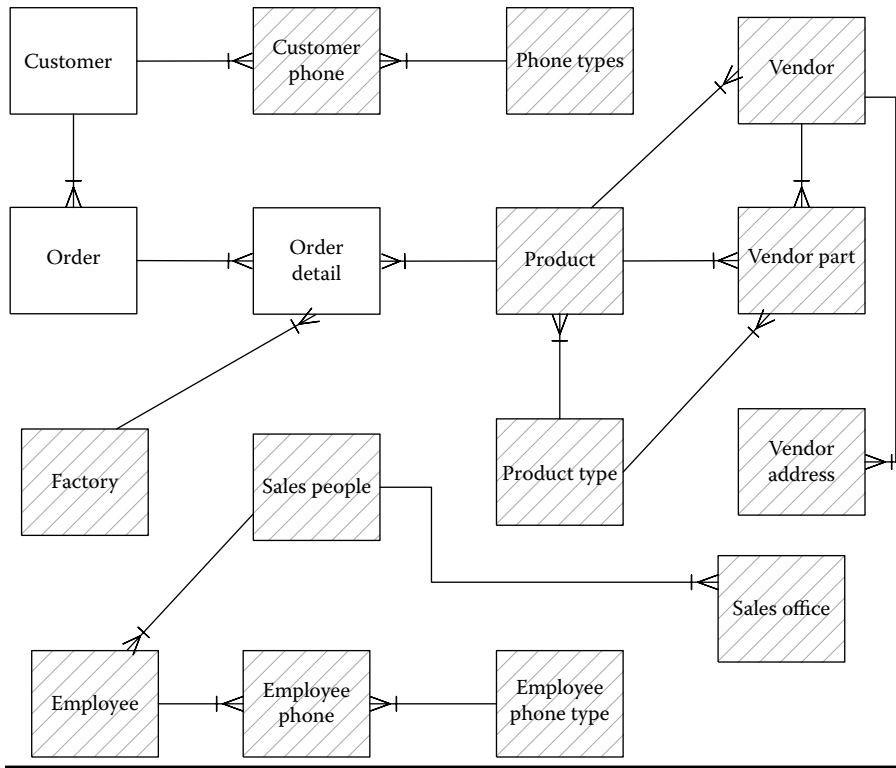 Customer
Customer
phone
Phone types
Vendor
Order
Order
detail
Product
Vendor part
Factory
Sales people
Product type
Vendor
address
Sales office
Employee
Employee
phone
Employee
phone type